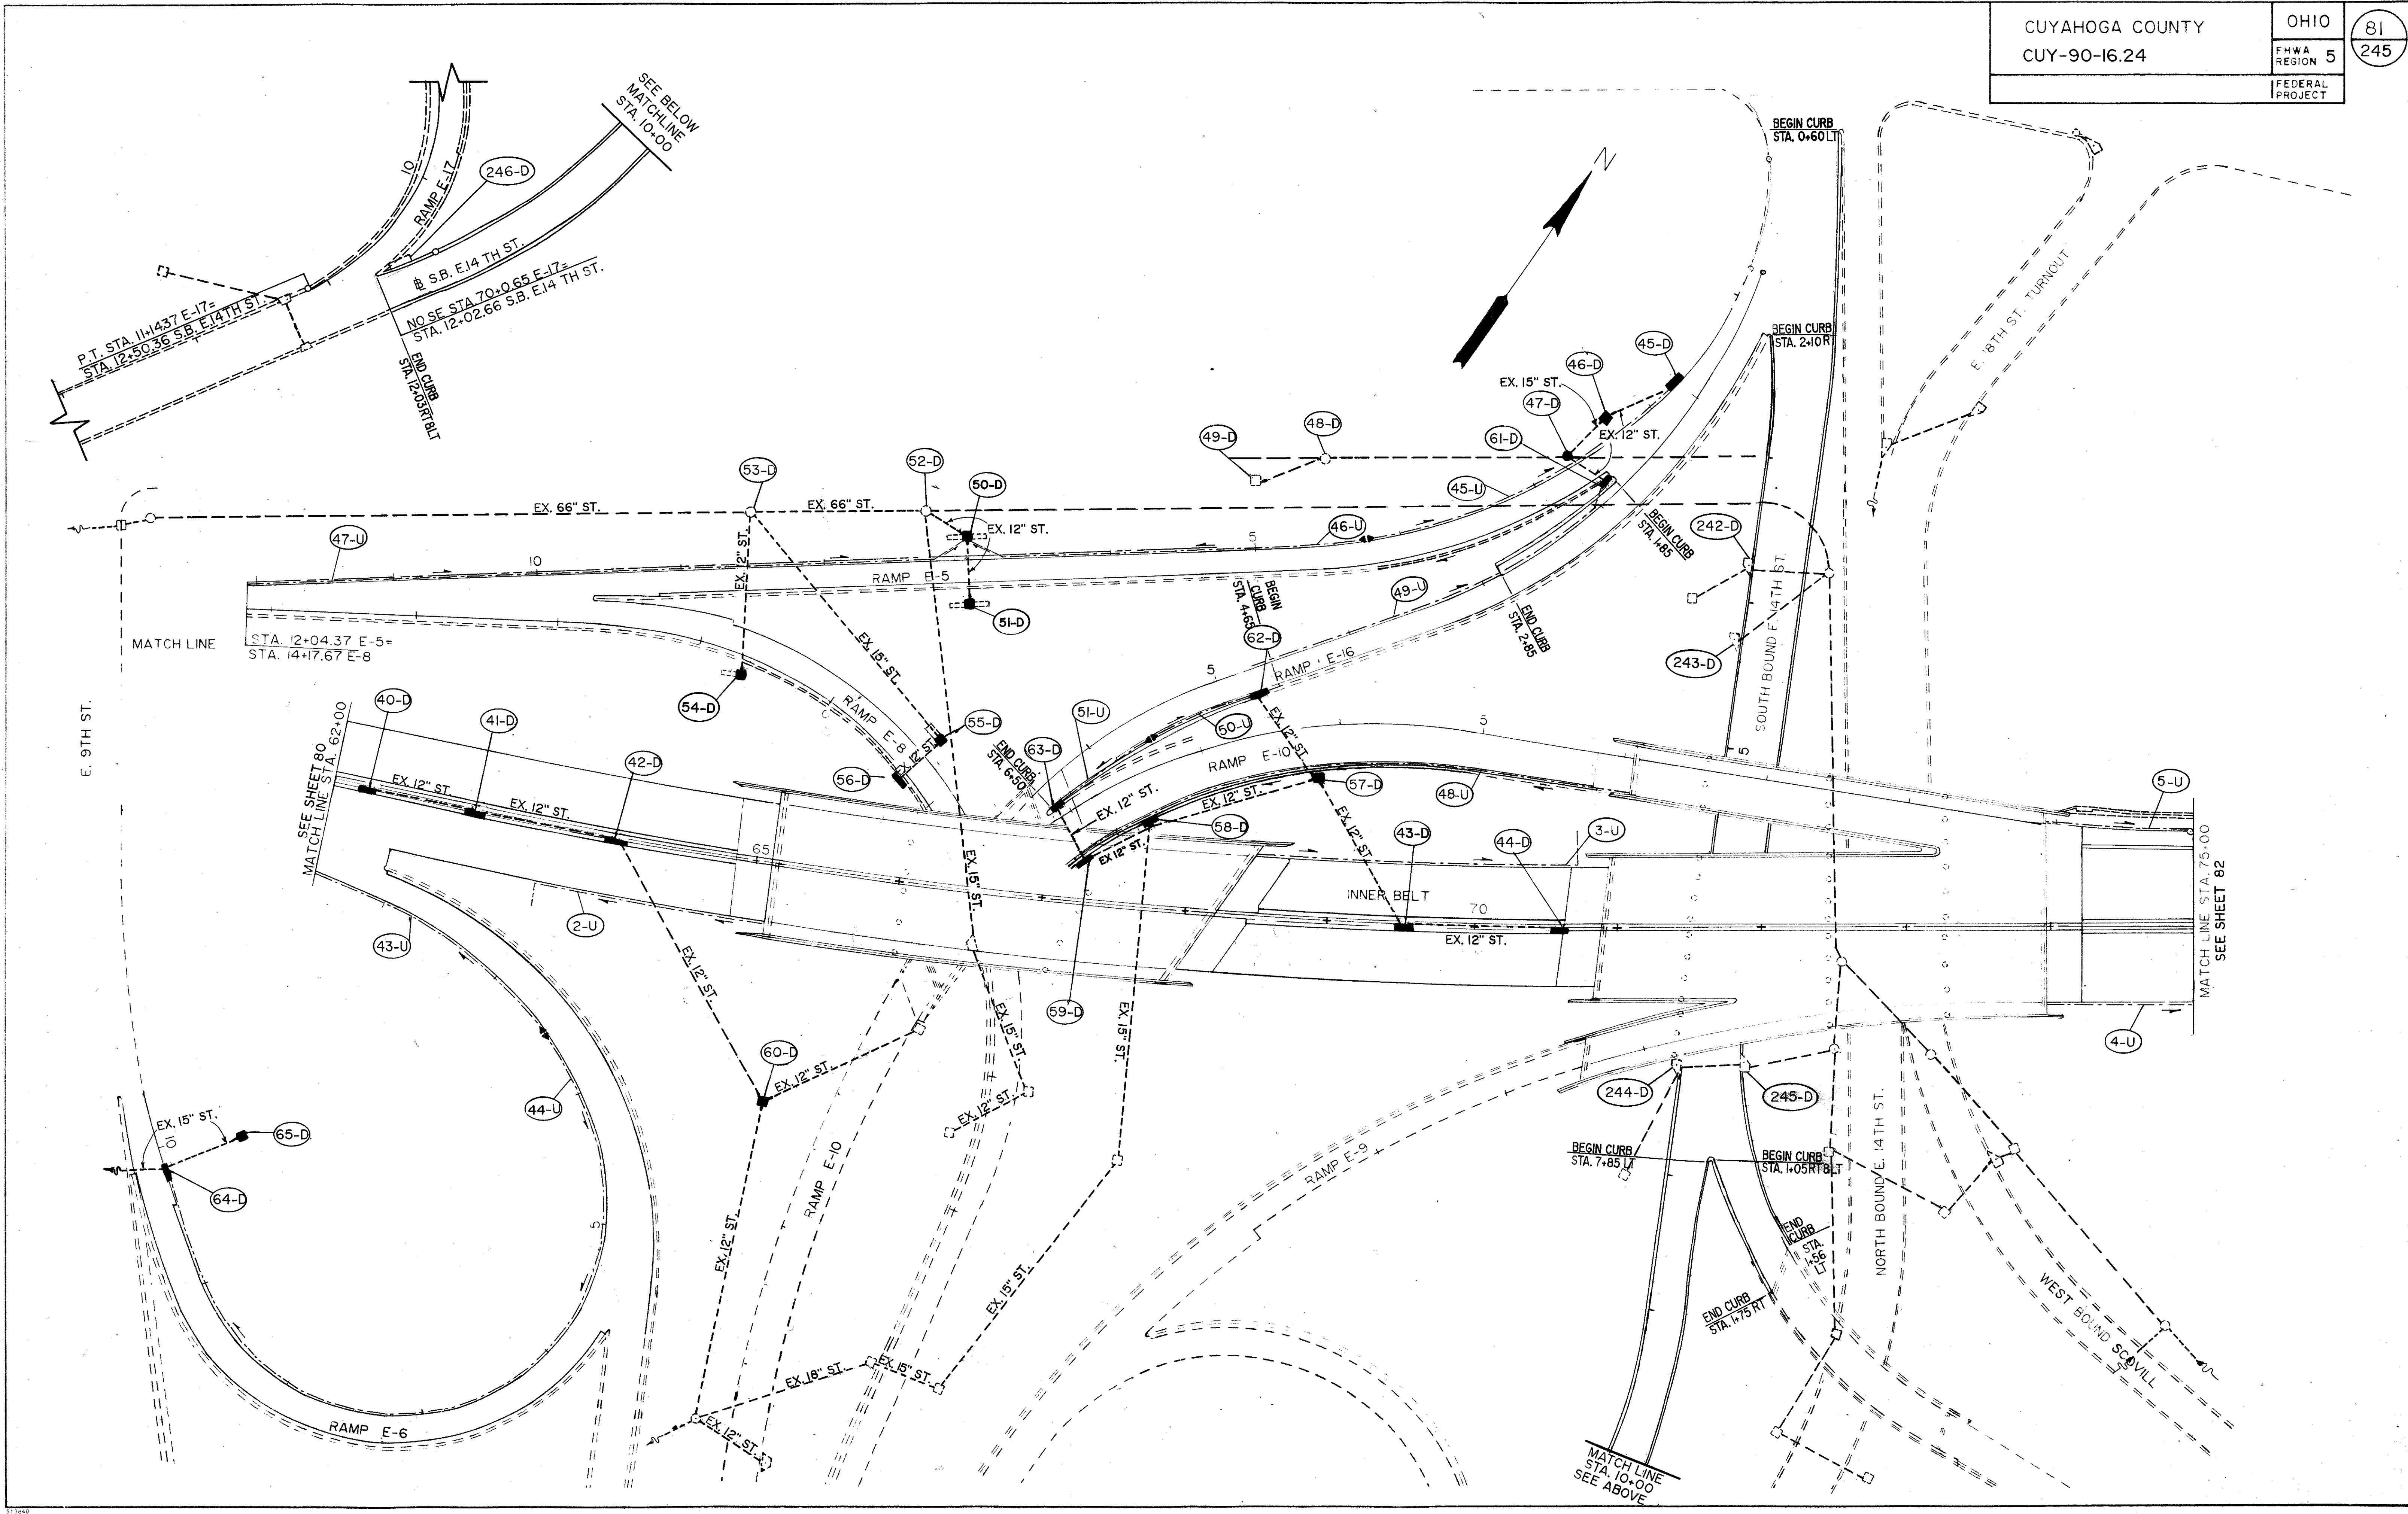 CUYAHOGA COUNTY
CUY-90-16.24
OHIO
FHWA
REGION 5
FEDERAL
PROJECT
81
245
SEE BELOW
MATCHLINE
STA. 10+00
10
RAMP E-17
246-D
℄ S.B. E.14 TH ST.
NO SE STA. 70+0.65 E-17=
STA. 12+02.66 S.B. E.14 TH ST.
P.T. STA. 11+14.37 E-17=
STA. 12+50.36 S.B. E.14TH ST.
END CURB
STA. 12+03RT&LT
N
BEGIN CURB
STA. 0+60 LT
BEGIN CURB
STA. 2+10 R
E. 18TH ST. TURNOUT
45-D
46-D
EX. 15" ST.
47-D
EX. 12" ST.
61-D
48-D
49-D
45-U
46-U
5
52-D
53-D
50-D
EX. 66" ST.
EX. 66" ST.
EX. 12" ST.
47-U
10
EX. 12" ST.
RAMP E-5
BEGIN CURB
STA. 1+85
242-D
49-U
51-D
BEGIN
CURB
STA. 4+65
END CURB
STA. 2+85
62-D
MATCH LINE
STA. 12+04.37 E-5=
STA. 14+17.67 E-8
EX. 15" ST.
5
RAMP E-16
243-D
SOUTH BOUND E. 14TH ST.
5
54-D
RAMP E-8
55-D
EX. 12" ST.
56-D
E. 9TH ST.
SEE SHEET 80
MATCH LINE STA. 62+00
40-D
41-D
42-D
EX. 12" ST.
EX. 12" ST.
65
END CURB
STA. 6+50
63-D
51-U
50-U
EX. 12" ST.
RAMP E-10
5
EX. 12" ST.
EX. 12" ST.
57-D
48-U
58-D
EX 12" ST.
EX. 12" ST.
43-D
44-D
3-U
INNER BELT
70
EX. 12" ST.
5-U
MATCH LINE STA. 75+00
SEE SHEET 82
4-U
EX. 15" ST.
2-U
43-U
EX. 12" ST.
59-D
EX. 15" ST.
EX. 15" ST.
60-D
EX. 12" ST.
EX. 12" ST.
44-U
EX. 15" ST.
10
65-D
64-D
5
RAMP E-6
RAMP E-10
EX. 12" ST.
EX. 15" ST.
EX. 18" ST.
EX. 15" ST.
EX. 12" ST.
RAMP E-9
244-D
245-D
BEGIN CURB
STA. 7+85 LT
BEGIN CURB
STA. 1+05RT&LT
END
CURB
STA.
1+56
LT
END CURB
STA. 1+75 RT
NORTH BOUND E. 14TH ST.
WEST BOUND SCOVILL
MATCH LINE
STA. 10+00
SEE ABOVE